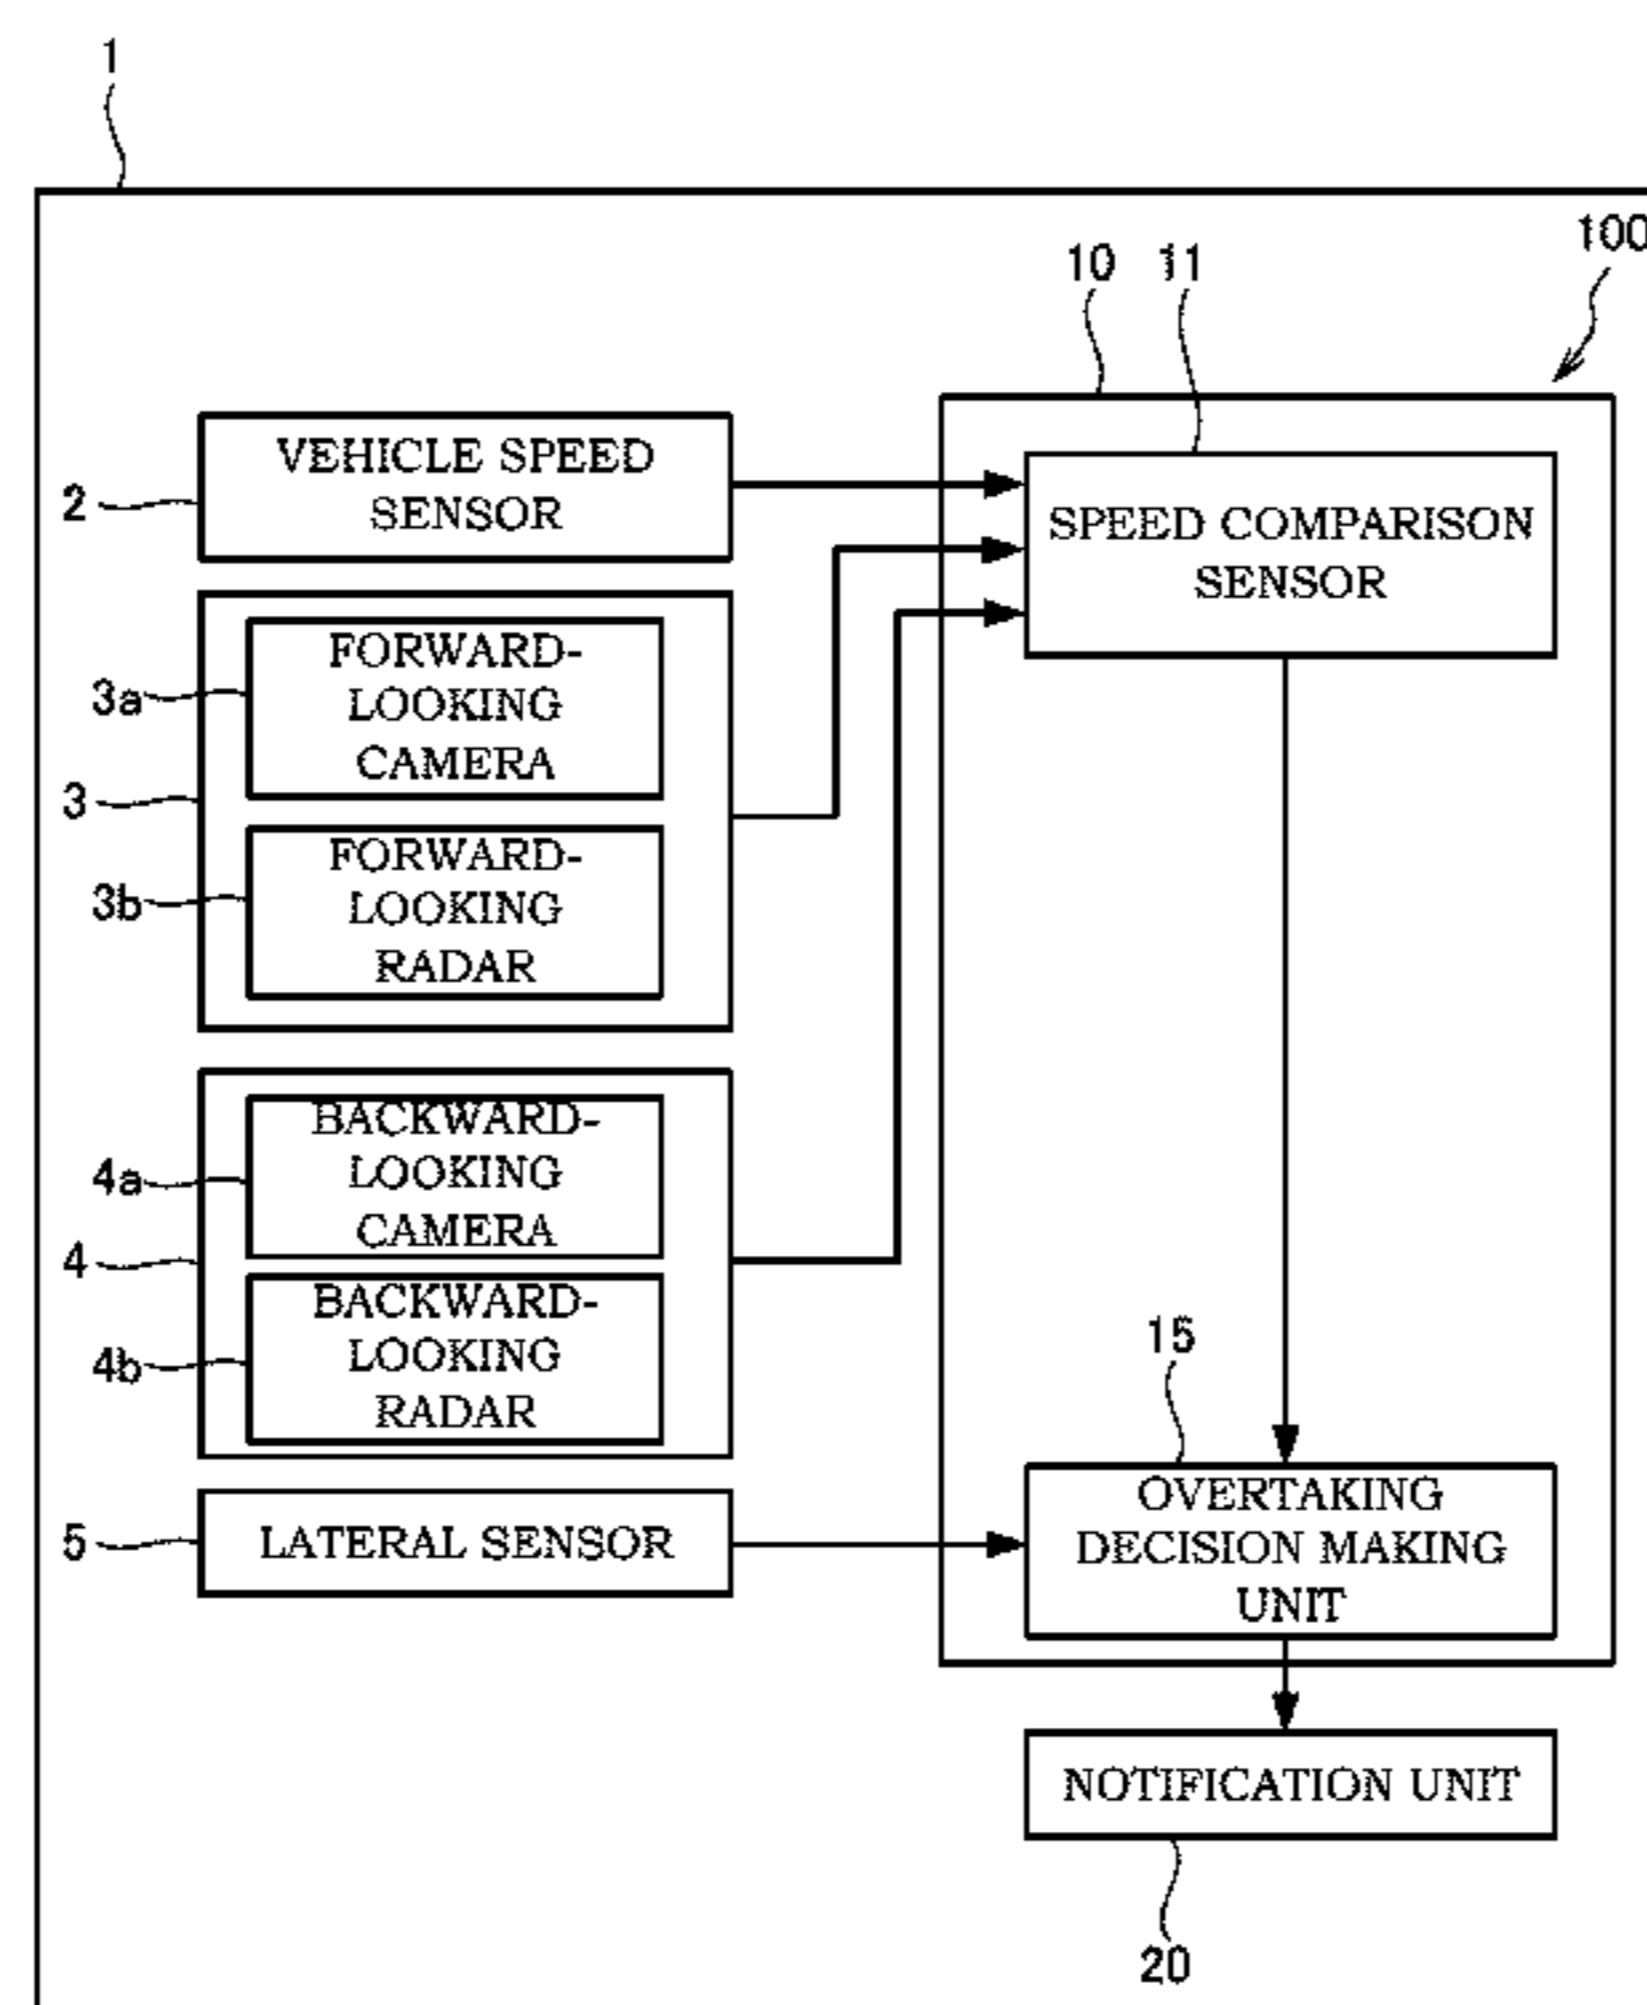 1
100
10 11
VEHICLE SPEED
SENSOR
2
SPEED COMPARISON
SENSOR
FORWARD-
LOOKING
CAMERA
3a
3
FORWARD-
LOOKING
RADAR
3b
BACKWARD-
LOOKING
CAMERA
4a
4
BACKWARD-
LOOKING
RADAR
4b
15
OVERTAKING
DECISION MAKING
UNIT
5
LATERAL SENSOR
NOTIFICATION UNIT
20